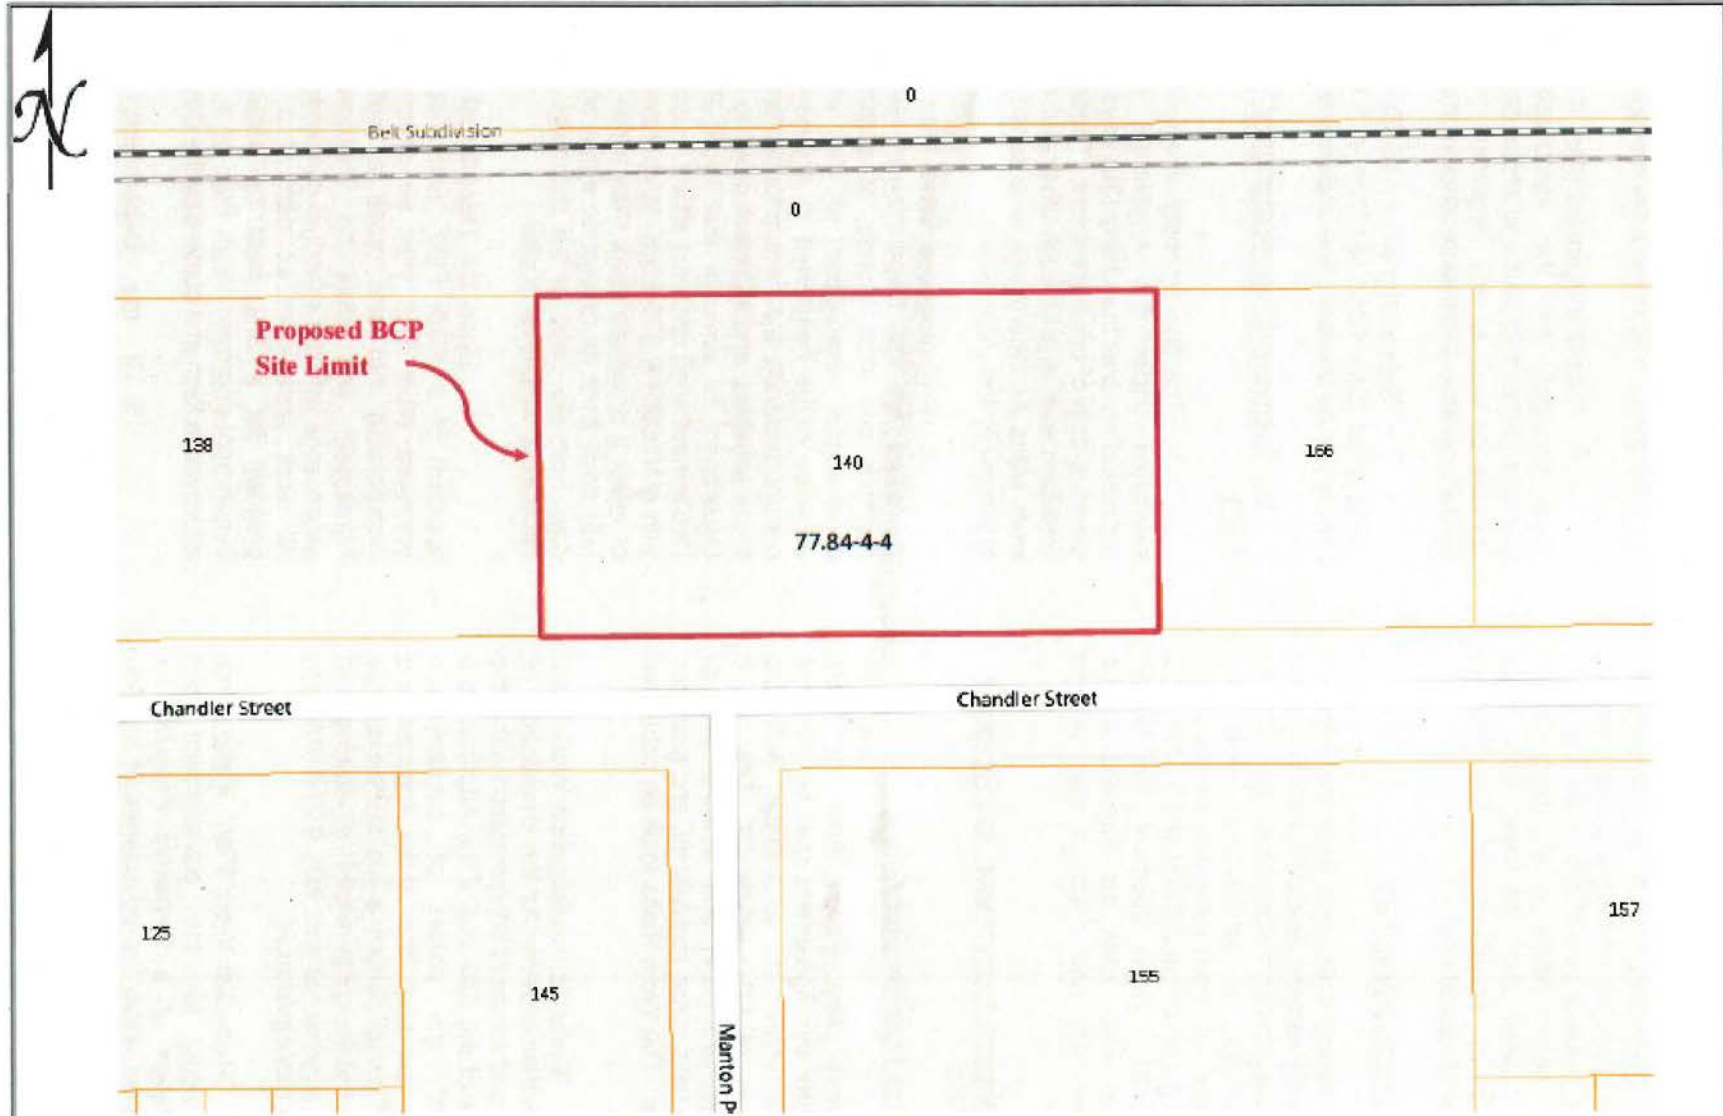 N
0
Belt Subdivision
0
Proposed BCP
Site Limit
138
140
166
77.84-4-4
Chandler Street
Chandler Street
125
145
155
157
Manton P